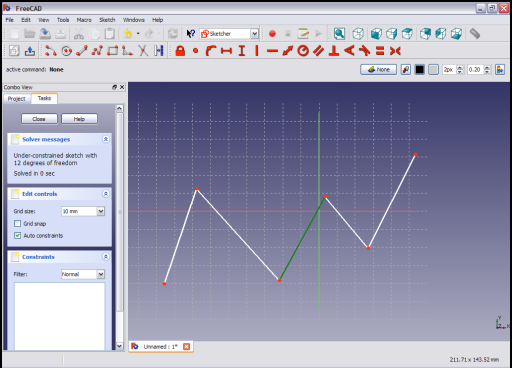 FreeCAD
File Edit View Tools Macro Sketch Windows Help
Sketcher
active command: None
None
2px
0.20
Combo View
Project Tasks
Close Help
Solver messages
Under-constrained sketch with
12 degrees of freedom
Solved in 0 sec
Edit controls
Grid size: 10 mm
Grid snap
Auto constraints
Constraints
Filter: Normal
Y
X
Z
Unnamed : 1*
211.71 x 143.52 mm